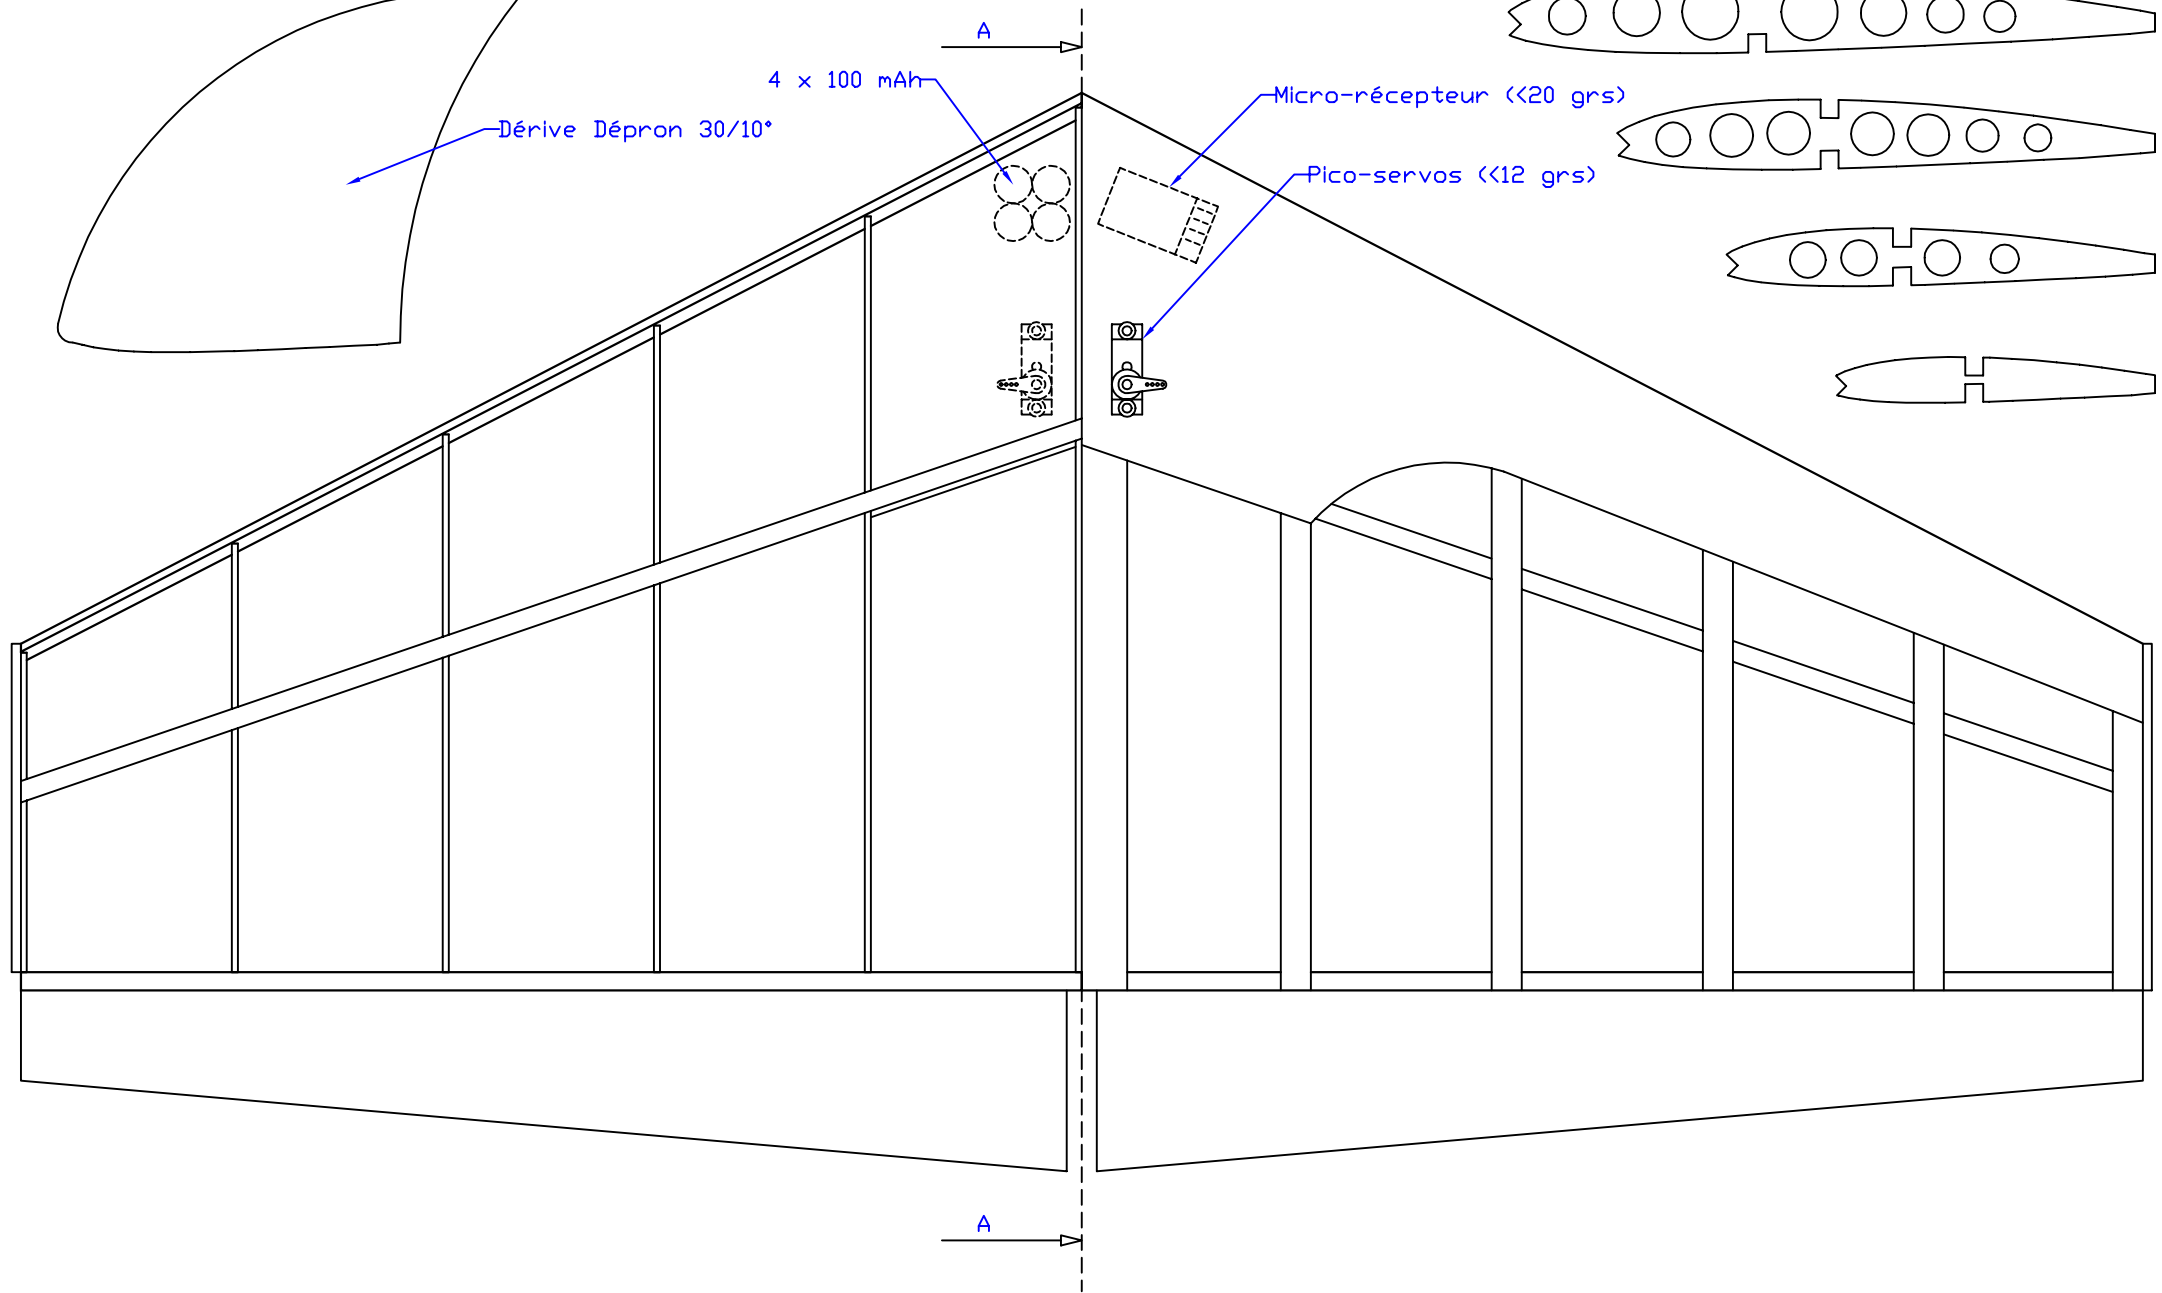 A
4 x 100 mAh
Micro-récepteur (<20 grs)
Dérive Dépron 30/10°
Pico-servos (<12 grs)
A